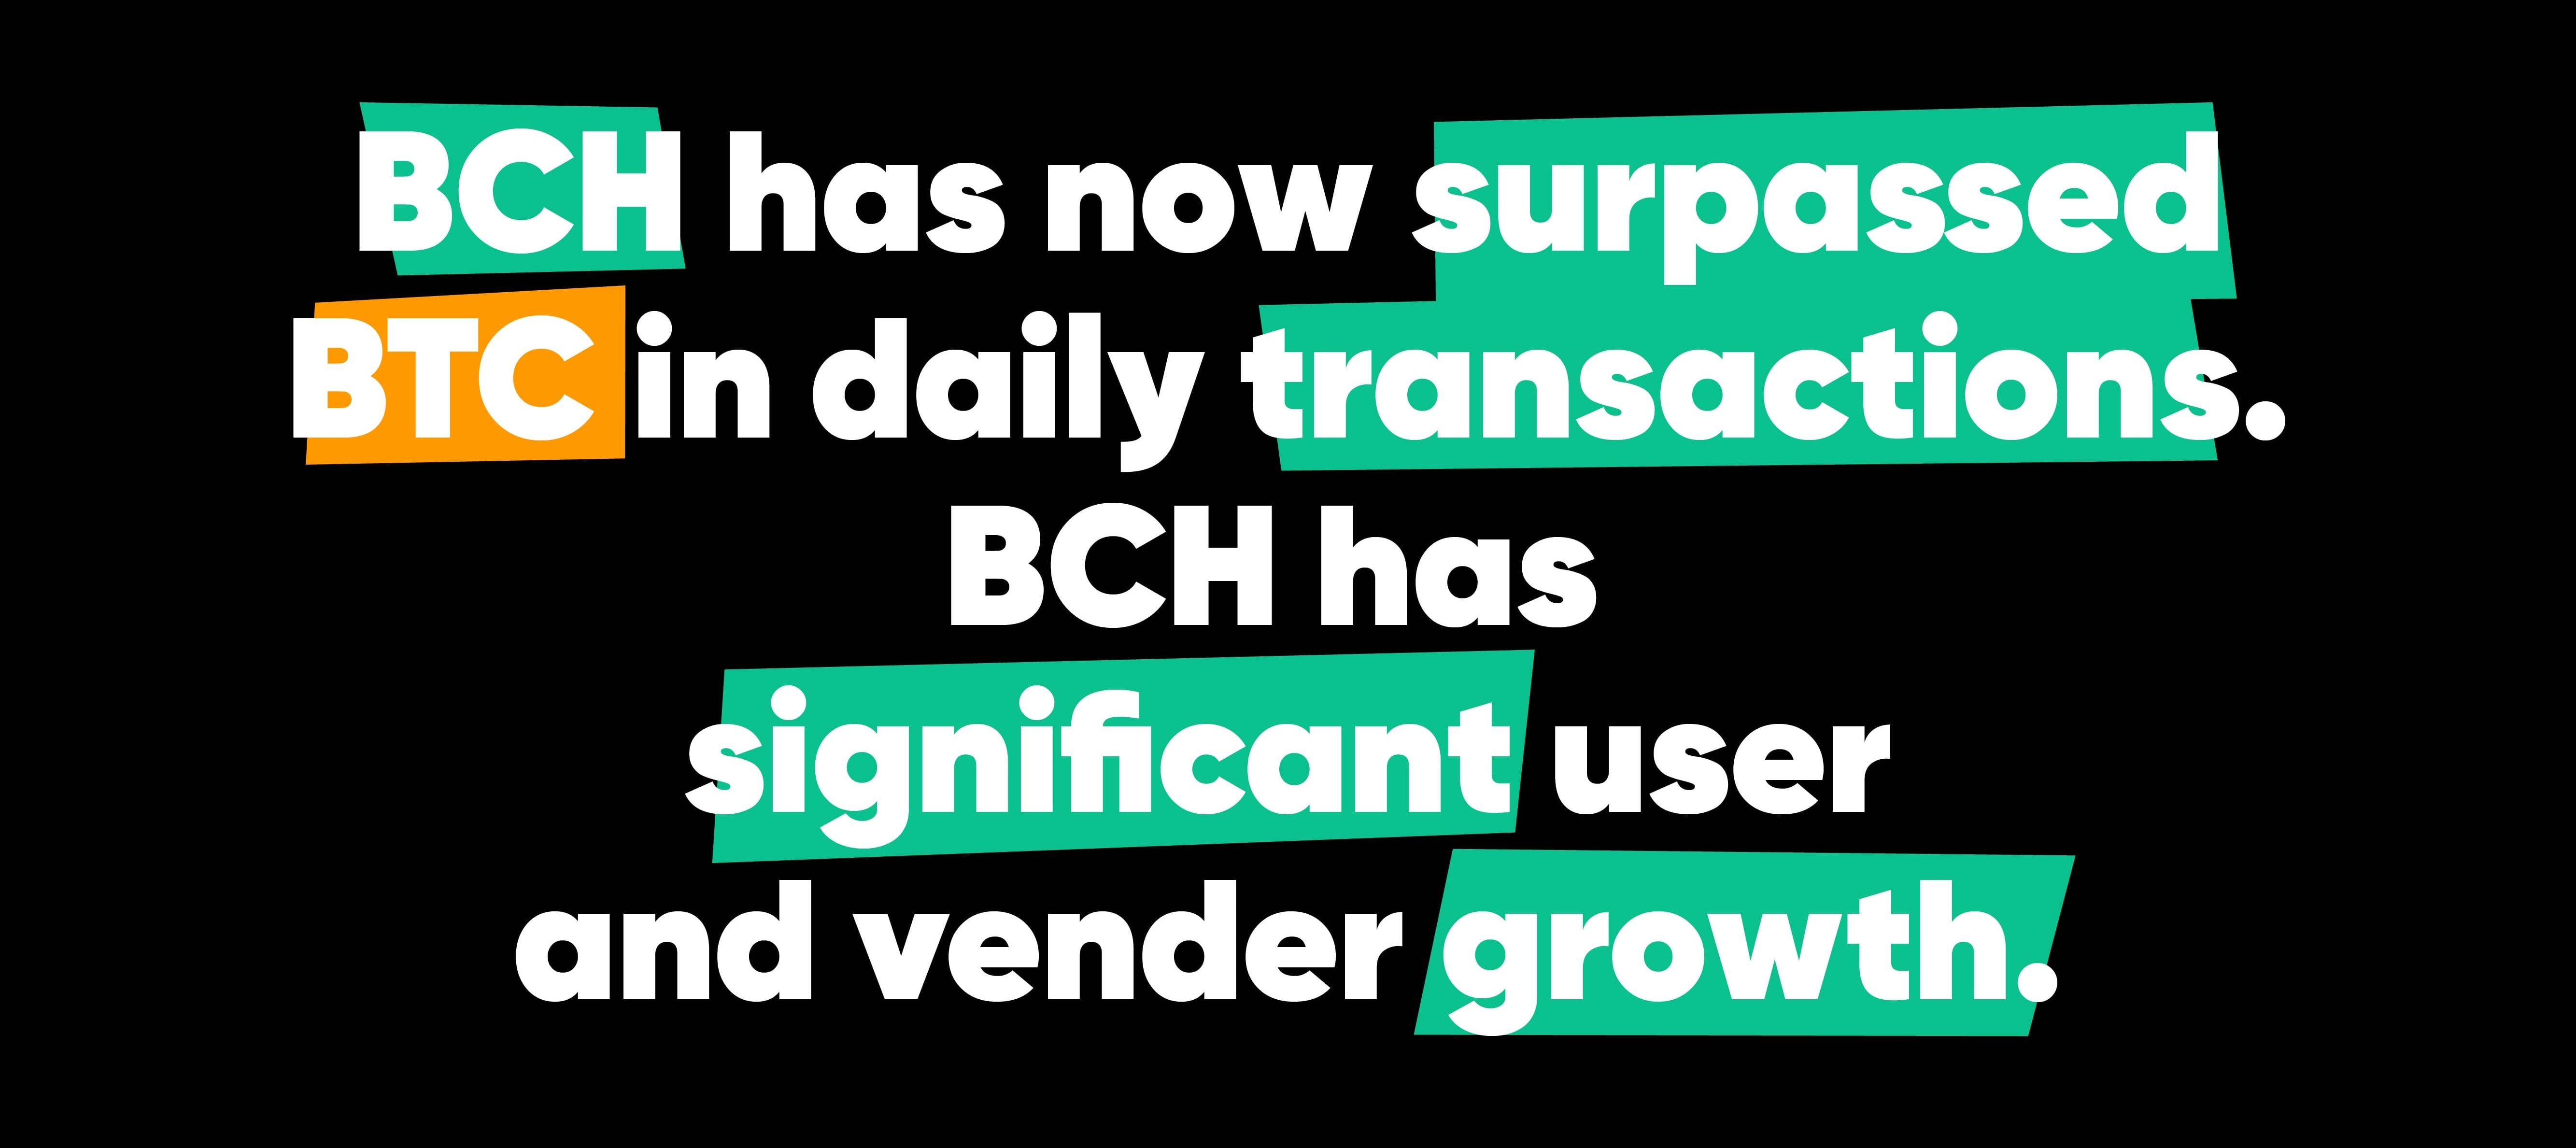 BCH has now surpassed
BTC in daily transactions.
BCH has
significant user
and vender growth.